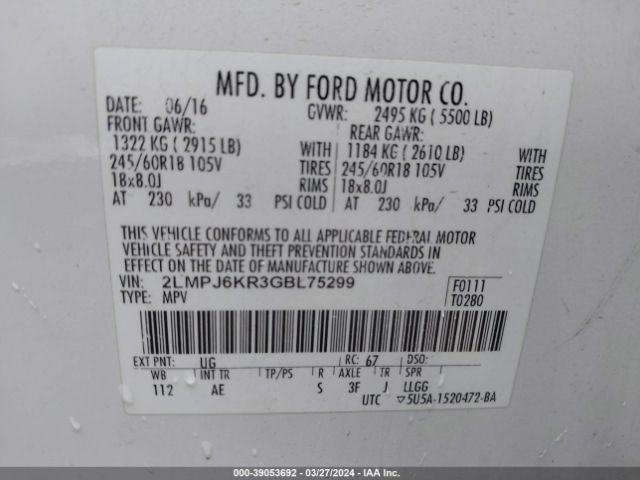 MFD. BY FORD MOTOR CO.
DATE: 06/16 GVWR: 2495 KG ( 5500 LB)
FRONT GAWR: REAR GAWR:
1322 KG ( 2915 LB) WITH 1184 KG ( 2610 LB) WITH
245/60R18 105V TIRES 245/60R18 105V TIRES
18x8.0J RIMS 18x8.0J RIMS
AT 230 kPa/ 33 PSI COLD AT 230 kPa/ 33 PSI COLD
THIS VEHICLE CONFORMS TO ALL APPLICABLE FEDERAL MOTOR
VEHICLE SAFETY AND THEFT PREVENTION STANDARDS IN
EFFECT ON THE DATE OF MANUFACTURE SHOWN ABOVE.
VIN: 2LMPJ6KR3GBL75299 F0111
TYPE: MPV T0280
EXT PNT: UG RC: 67 DSO:
WB INT TR TP/PS R AXLE TR SPR
112 AE S 3F J LLGG
UTC ▽5U5A-1520472-BA
000-39053692 - 03/27/2024 - IAA Inc.